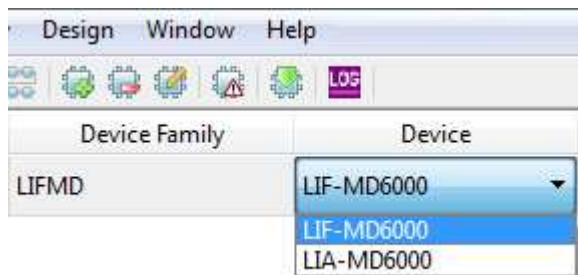 Design Window Help
LOG
Device Family Device
LIFMD LIF-MD6000
LIF-MD6000
LIA-MD6000